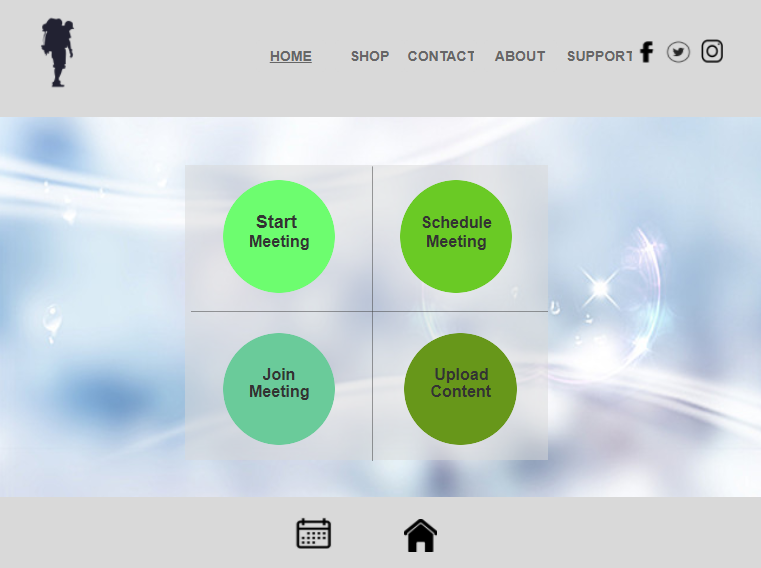 HOME SHOP CONTACT ABOUT SUPPORT
Start
Meeting
Schedule
Meeting
Join
Meeting
Upload
Content